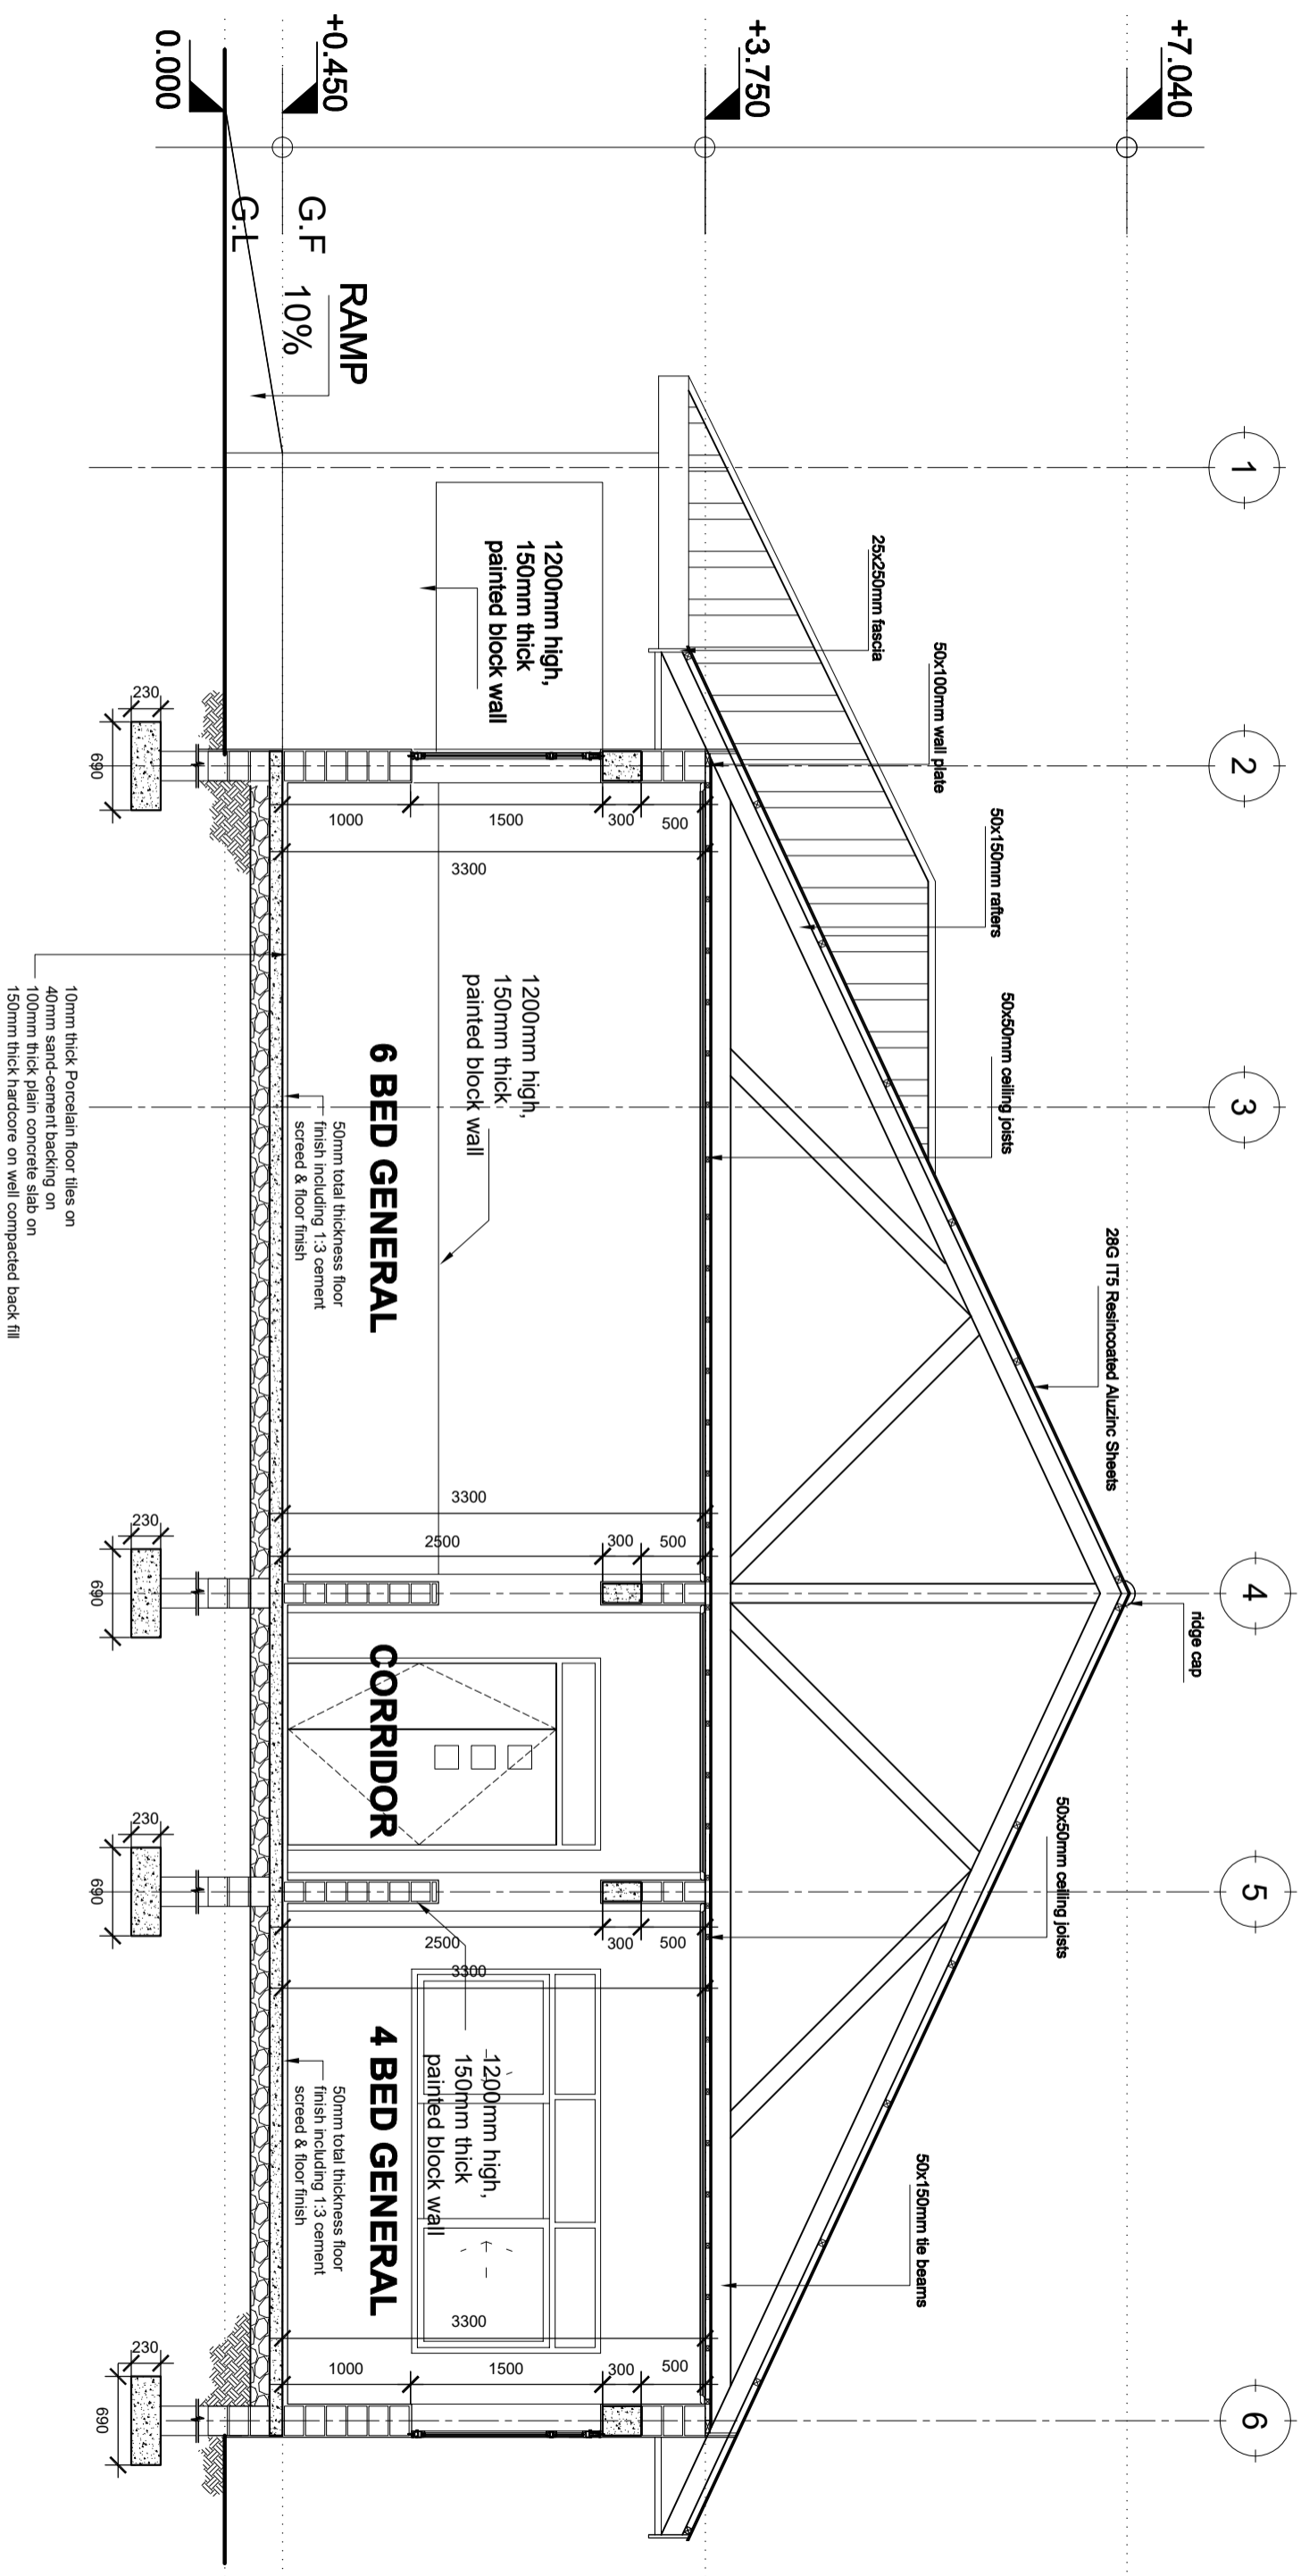 1
2
3
4
5
6
+7.040
+3.750
+0.450
0.000
G.F
G.L
RAMP
10%
25x250mm fascia
50x100mm wall plate
50x150mm rafters
50x50mm ceiling joists
28G IT5 Resincoated Aluzinc Sheets
ridge cap
50x50mm ceiling joists
50x150mm tie beams
1200mm high,
150mm thick
painted block wall
1200mm high,
150mm thick
painted block wall
1200mm high,
150mm thick
painted block wall
500
300
1500
1000
3300
3300
500
300
2500
500
300
2500
3300
3300
500
300
1500
1000
6 BED GENERAL
CORRIDOR
4 BED GENERAL
50mm total thickness floor
finish including 1:3 cement
screed & floor finish
50mm total thickness floor
finish including 1:3 cement
screed & floor finish
230
690
230
690
230
690
230
690
10mm thick Porcelain floor tiles on
40mm sand-cement backing on
100mm thick plain concrete slab on
150mm thick hardcore on well compacted back fill